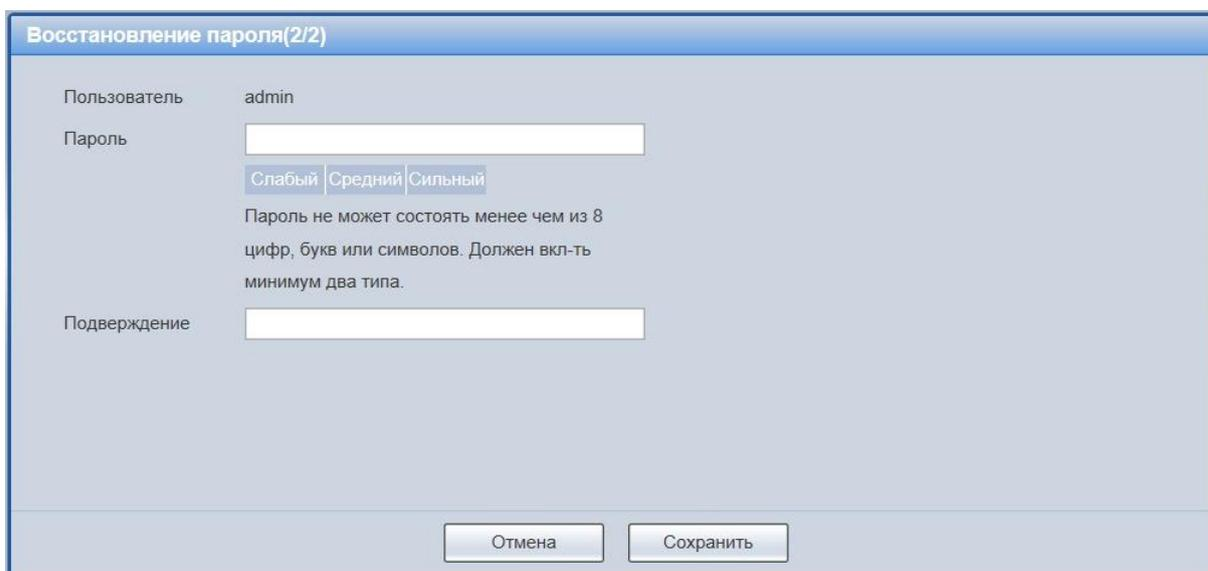 Восстановление пароля(2/2)
Пользователь admin
Пароль
Слабый Средний Сильный
Пароль не может состоять менее чем из 8
цифр, букв или символов. Должен вкл-ть
минимум два типа.
Подверждение
Отмена Сохранить